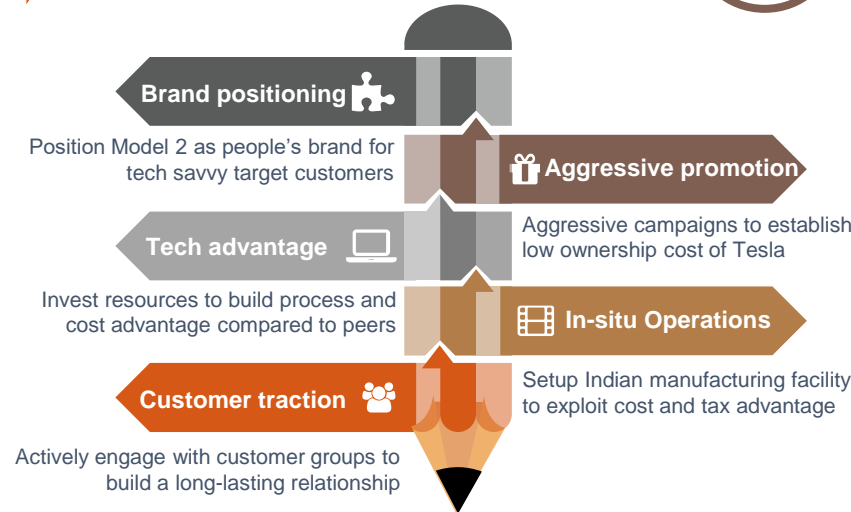 Brand positioning
Position Model 2 as people’s brand for
tech savvy target customers
Aggressive promotion
Aggressive campaigns to establish
low ownership cost of Tesla
Tech advantage
Invest resources to build process and
cost advantage compared to peers
In-situ Operations
Setup Indian manufacturing facility
to exploit cost and tax advantage
Customer traction
Actively engage with customer groups to
build a long-lasting relationship